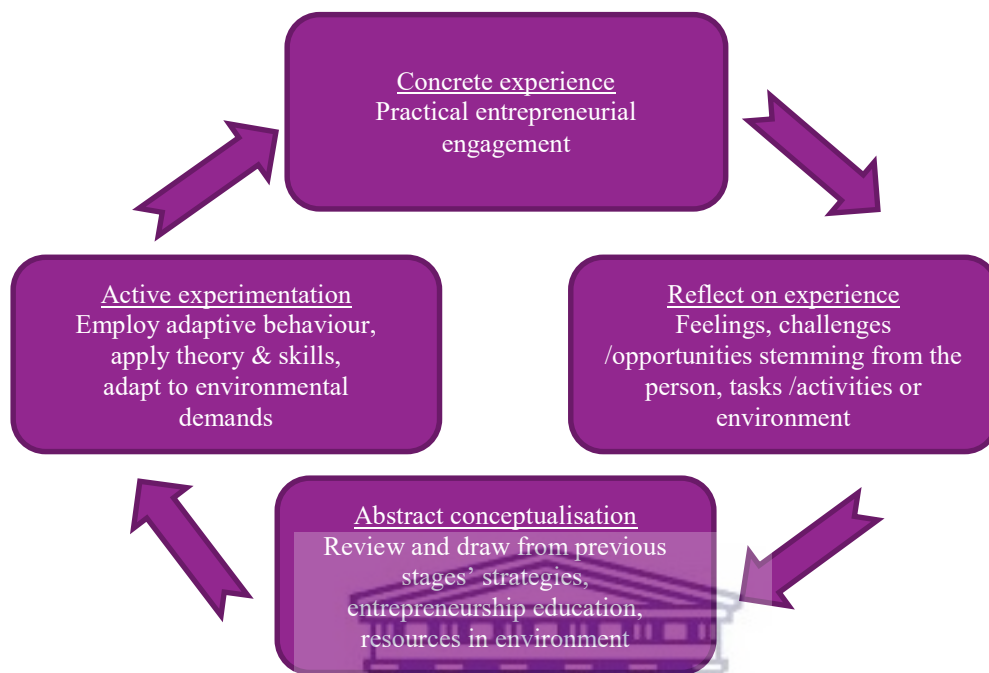 Concrete experience
Practical entrepreneurial
engagement
Reflect on experience
Feelings, challenges
/opportunities stemming from the
person, tasks /activities or
environment
Abstract conceptualisation
Review and draw from previous
stages’ strategies,
entrepreneurship education,
resources in environment
Active experimentation
Employ adaptive behaviour,
apply theory & skills,
adapt to environmental
demands